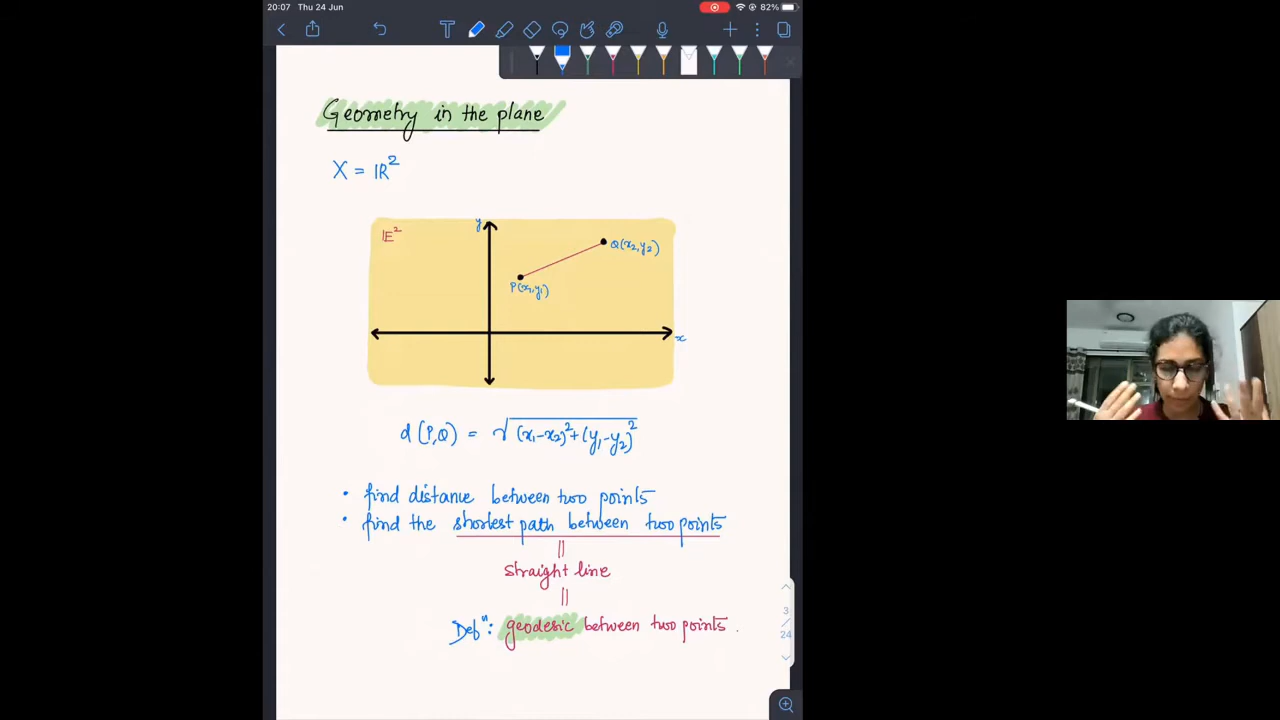 20:07 Thu 24 Jun
82%
Geometry in the plane
X = ℝ²
𝔼²
y
Q(x₂,y₂)
P(x₁,y₁)
x
d(P,Q) = √(x₁-x₂)²+(y₁-y₂)²
• find distance between two points
• find the shortest path between two points
||
straight line
||
Defⁿ: geodesic between two points.
3
/
24